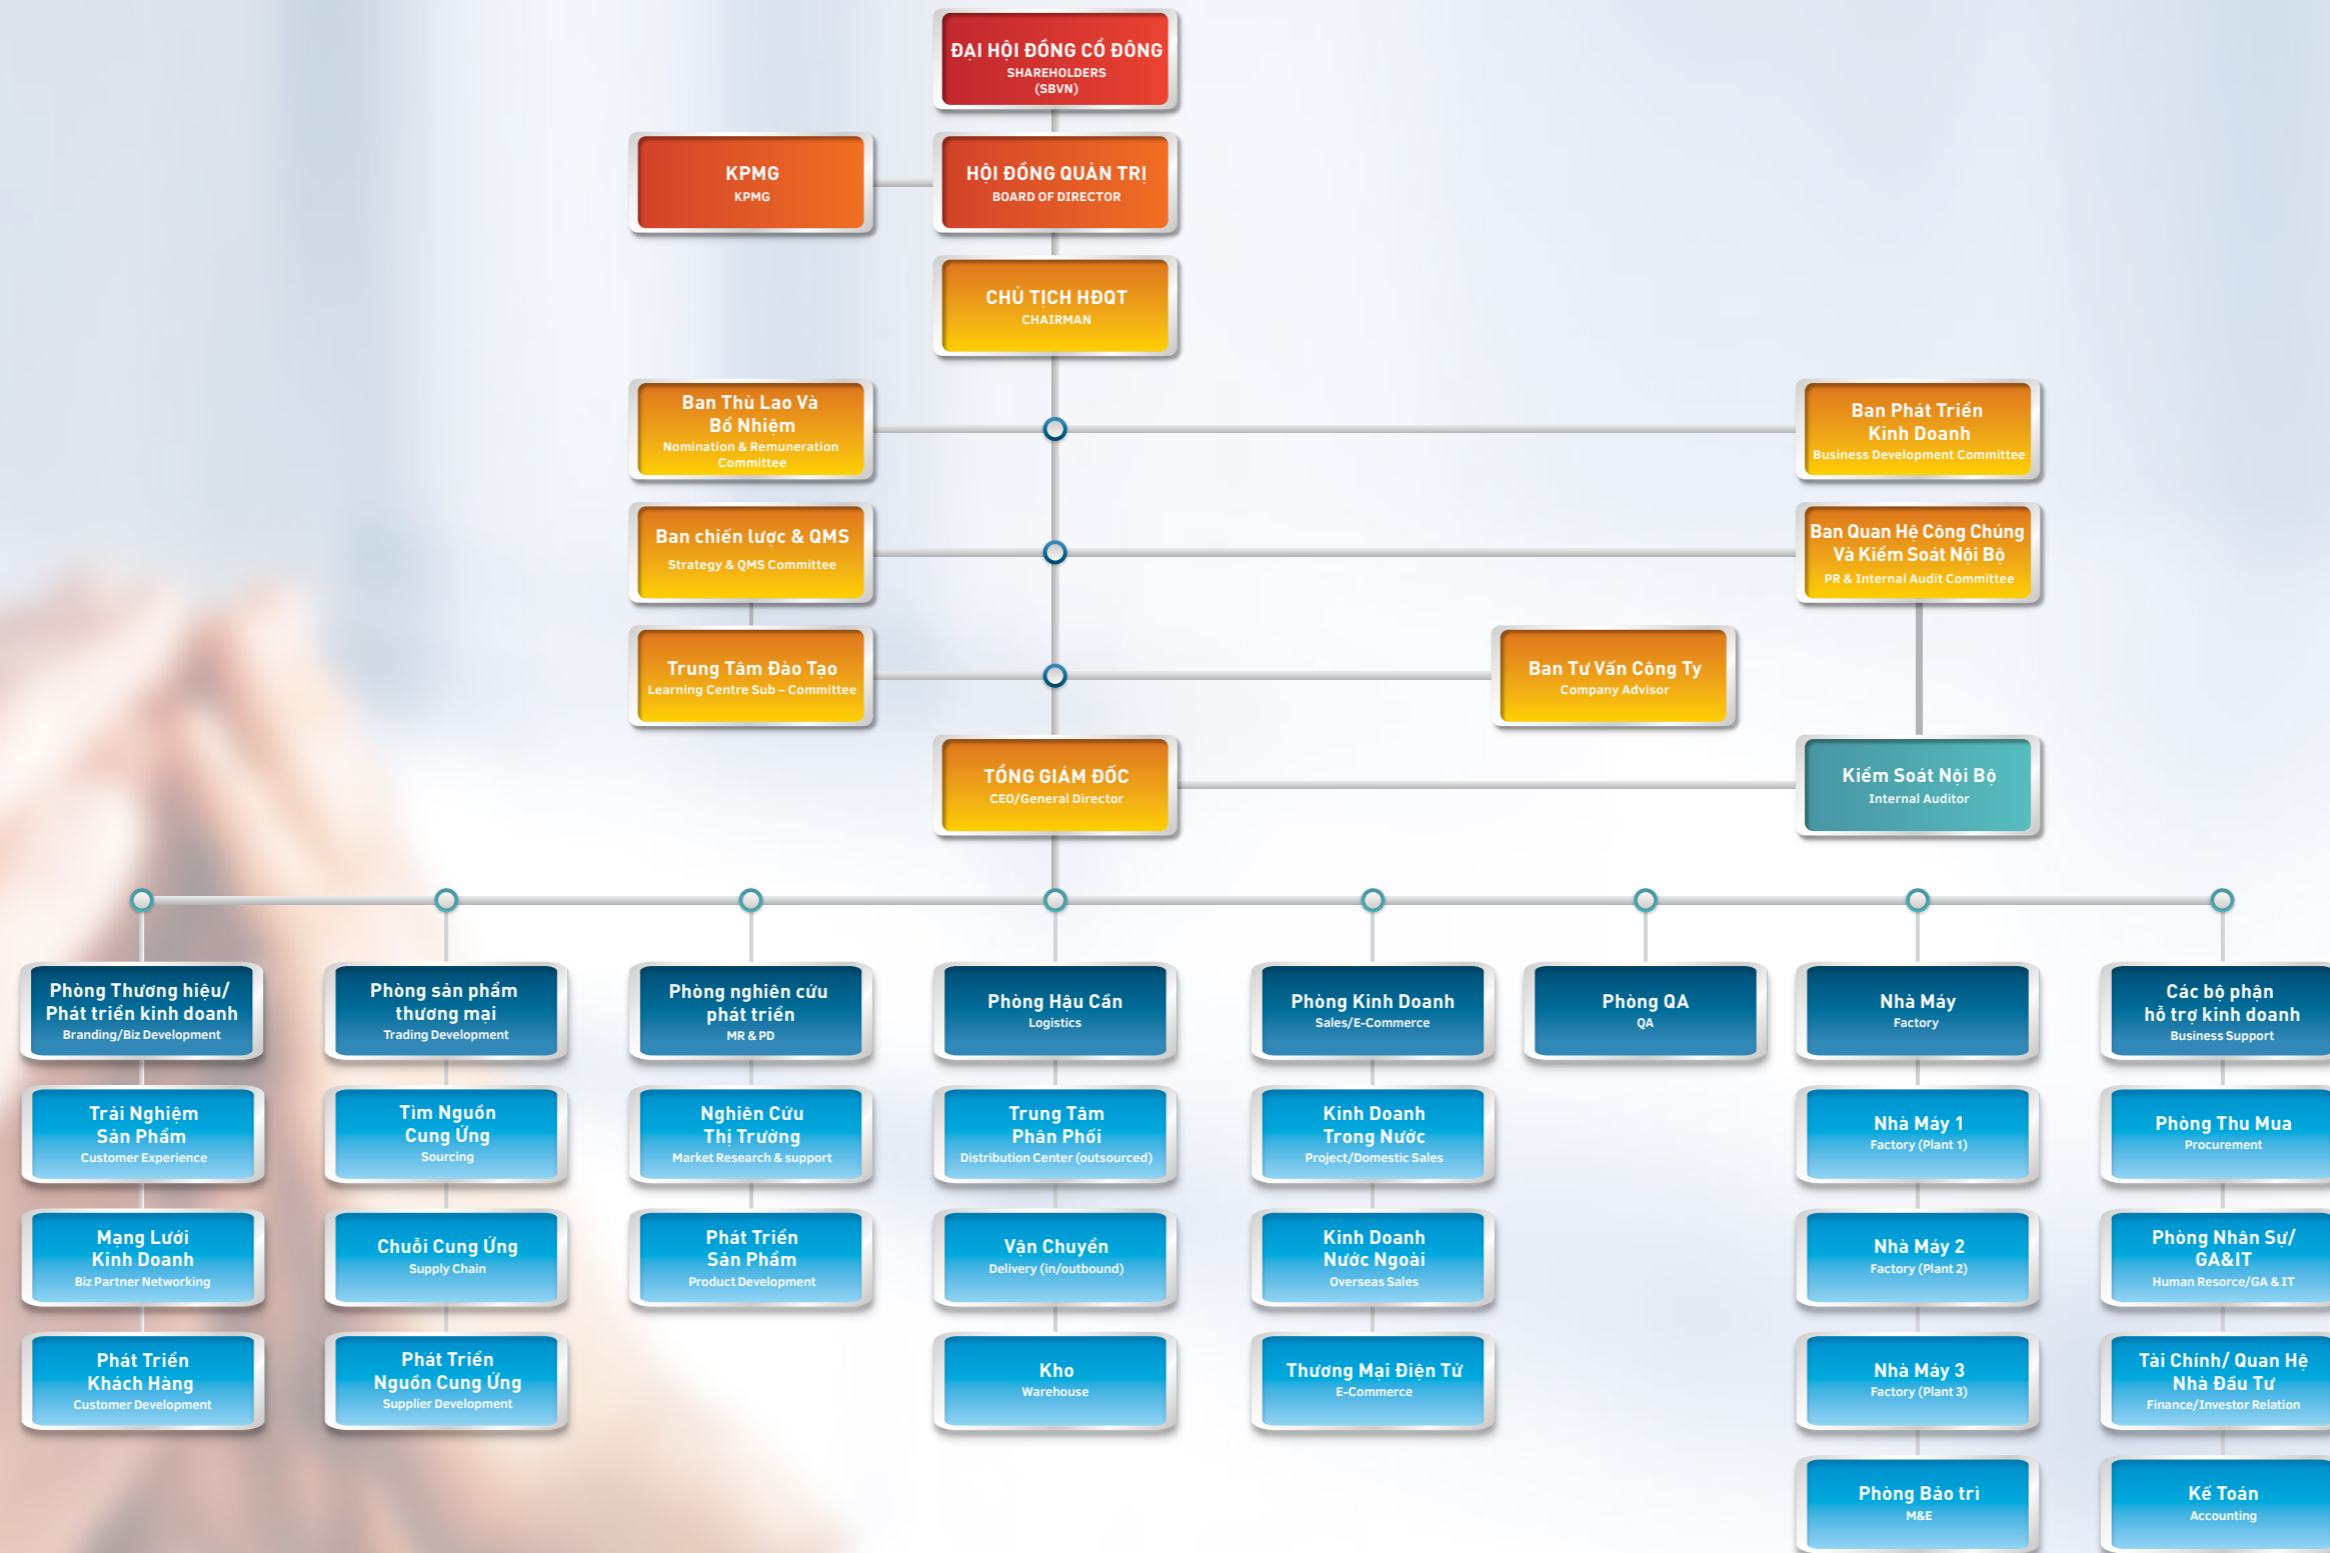 ĐẠI HỘI ĐỒNG CỔ ĐÔNG
SHAREHOLDERS
(SBVN)
KPMG
KPMG
HỘI ĐỒNG QUẢN TRỊ
BOARD OF DIRECTOR
CHỦ TỊCH HĐQT
CHAIRMAN
Ban Thù Lao Và
Bổ Nhiệm
Nomination & Remuneration
Committee
Ban Phát Triển
Kinh Doanh
Business Development Committee
Ban chiến lược & QMS
Strategy & QMS Committee
Ban Quan Hệ Công Chúng
Và Kiểm Soát Nội Bộ
PR & Internal Audit Committee
Trung Tâm Đào Tạo
Learning Centre Sub – Committee
Ban Tư Vấn Công Ty
Company Advisor
TỔNG GIÁM ĐỐC
CEO/General Director
Kiểm Soát Nội Bộ
Internal Auditor
Phòng Thương hiệu/
Phát triển kinh doanh
Branding/Biz Development
Phòng sản phẩm
thương mại
Trading Development
Phòng nghiên cứu
phát triển
MR & PD
Phòng Hậu Cần
Logistics
Phòng Kinh Doanh
Sales/E-Commerce
Phòng QA
QA
Nhà Máy
Factory
Các bộ phận
hỗ trợ kinh doanh
Business Support
Trải Nghiệm
Sản Phẩm
Customer Experience
Tìm Nguồn
Cung Ứng
Sourcing
Nghiên Cứu
Thị Trường
Market Research & support
Trung Tâm
Phân Phối
Distribution Center (outsourced)
Kinh Doanh
Trong Nước
Project/Domestic Sales
Nhà Máy 1
Factory (Plant 1)
Phòng Thu Mua
Procurement
Mạng Lưới
Kinh Doanh
Biz Partner Networking
Chuỗi Cung Ứng
Supply Chain
Phát Triển
Sản Phẩm
Product Development
Vận Chuyển
Delivery (in/outbound)
Kinh Doanh
Nước Ngoài
Overseas Sales
Nhà Máy 2
Factory (Plant 2)
Phòng Nhân Sự/
GA&IT
Human Resorce/GA & IT
Phát Triển
Khách Hàng
Customer Development
Phát Triển
Nguồn Cung Ứng
Supplier Development
Kho
Warehouse
Thương Mại Điện Tử
E-Commerce
Nhà Máy 3
Factory (Plant 3)
Tài Chính/ Quan Hệ
Nhà Đầu Tư
Finance/Investor Relation
Phòng Bảo trì
M&E
Kế Toán
Accounting